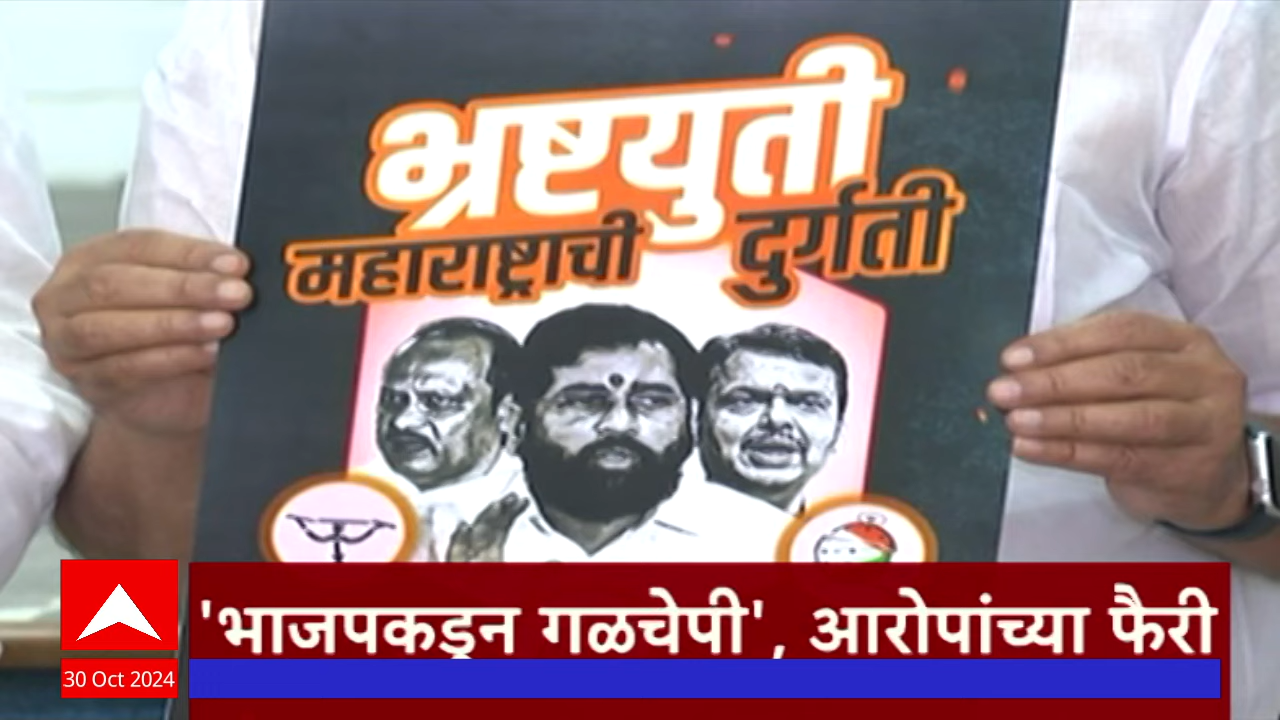 भ्रष्टयुती
महाराष्ट्राची दुर्गती
'भाजपकडून गळचेपी', आरोपांच्या फैरी
30 Oct 2024